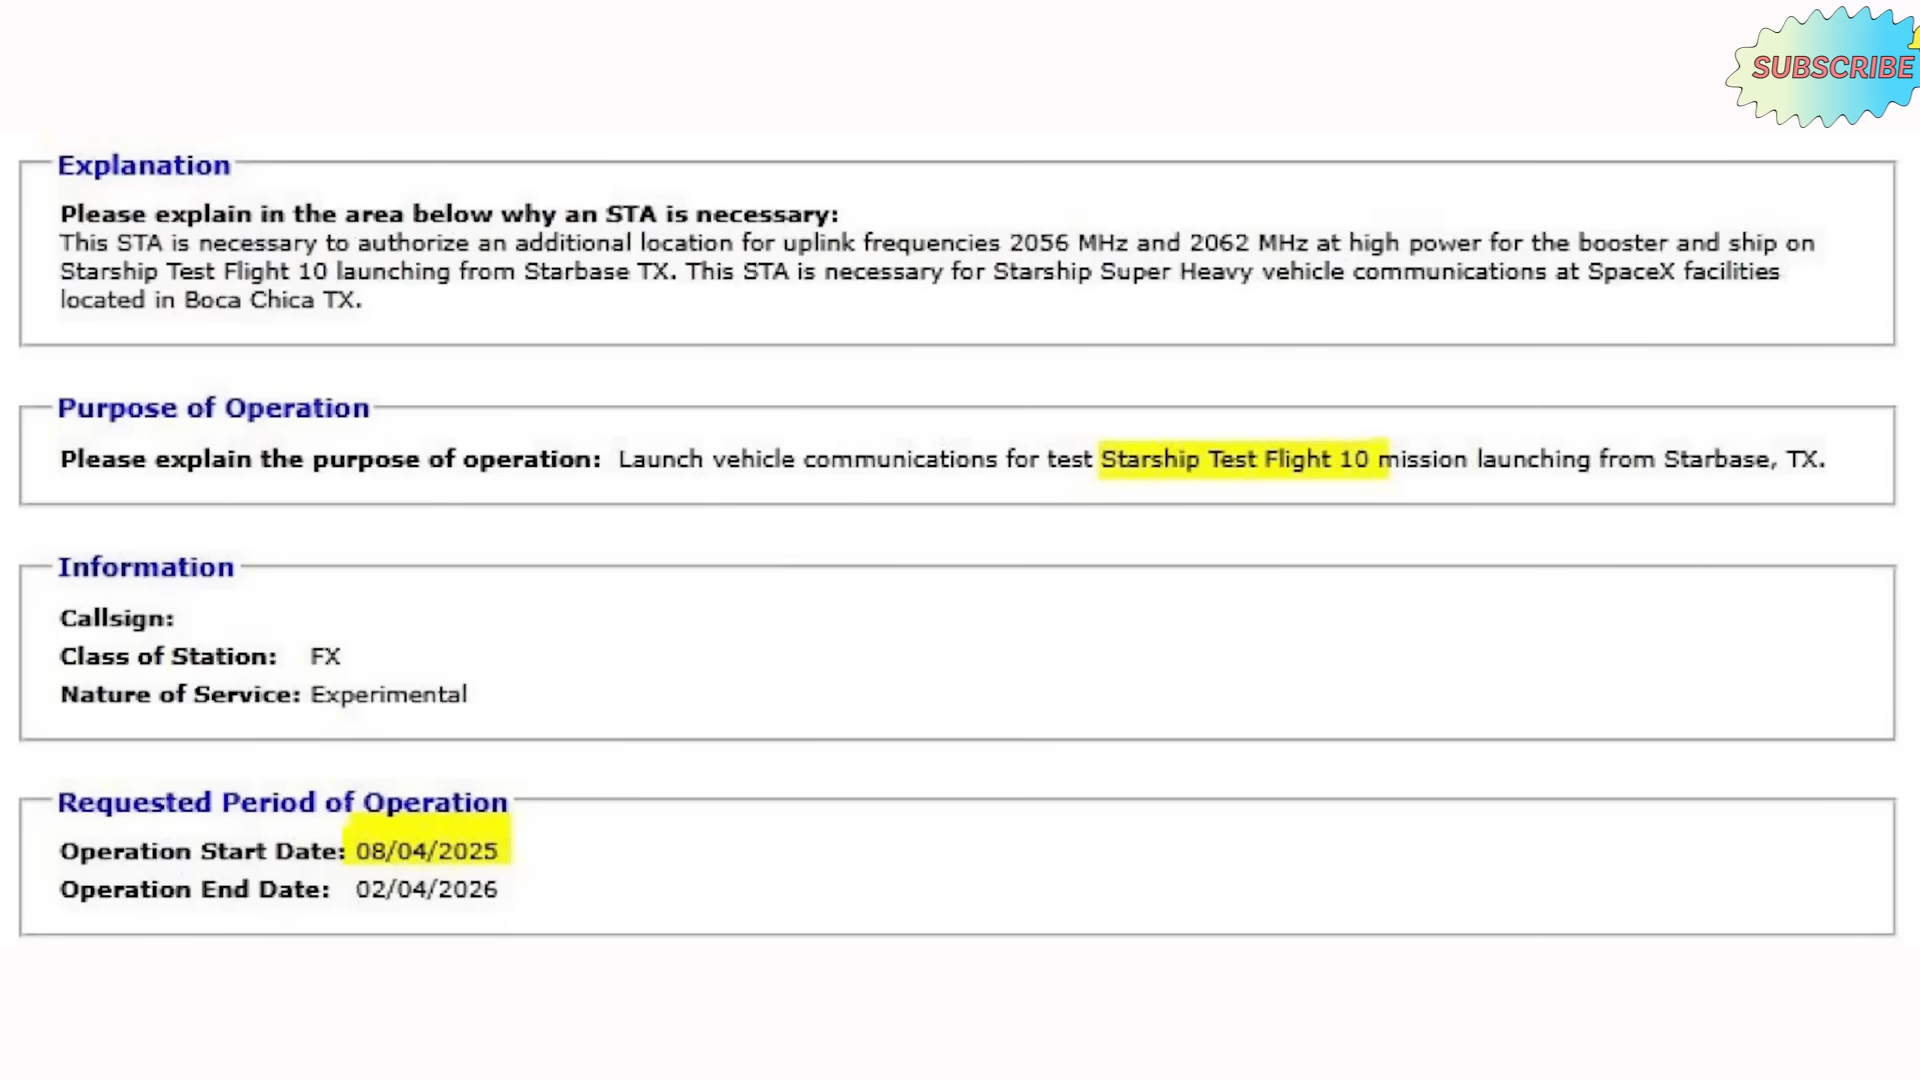 SUBSCRIBE
Explanation
Please explain in the area below why an STA is necessary:
This STA is necessary to authorize an additional location for uplink frequencies 2056 MHz and 2062 MHz at high power for the booster and ship on
Starship Test Flight 10 launching from Starbase TX. This STA is necessary for Starship Super Heavy vehicle communications at SpaceX facilities
located in Boca Chica TX.
Purpose of Operation
Please explain the purpose of operation: Launch vehicle communications for test Starship Test Flight 10 mission launching from Starbase, TX.
Information
Callsign:
Class of Station: FX
Nature of Service: Experimental
Requested Period of Operation
Operation Start Date: 08/04/2025
Operation End Date: 02/04/2026